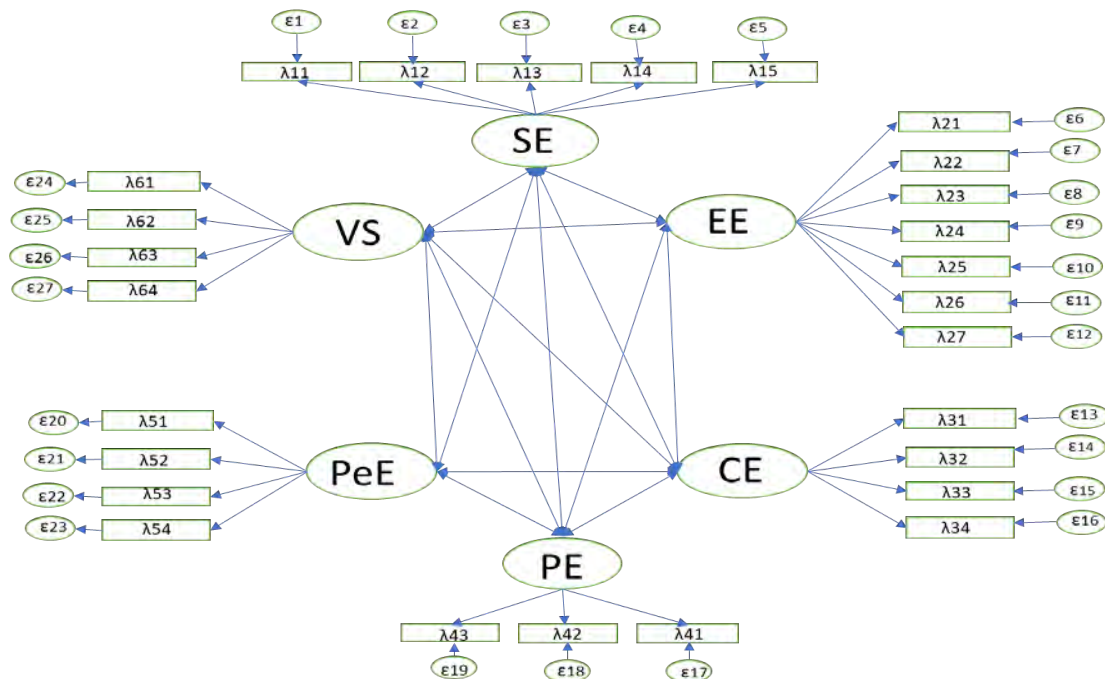 ε1 ε2 ε3 ε4 ε5
λ11 λ12 λ13 λ14 λ15
SE
λ21 ε6
λ22 ε7
λ23 ε8
λ24 ε9
λ25 ε10
λ26 ε11
λ27 ε12
EE
ε24 λ61
ε25 λ62
ε26 λ63
ε27 λ64
VS
ε20 λ51
ε21 λ52
ε22 λ53
ε23 λ54
PeE
λ31 ε13
λ32 ε14
λ33 ε15
λ34 ε16
CE
PE
λ43 λ42 λ41
ε19 ε18 ε17